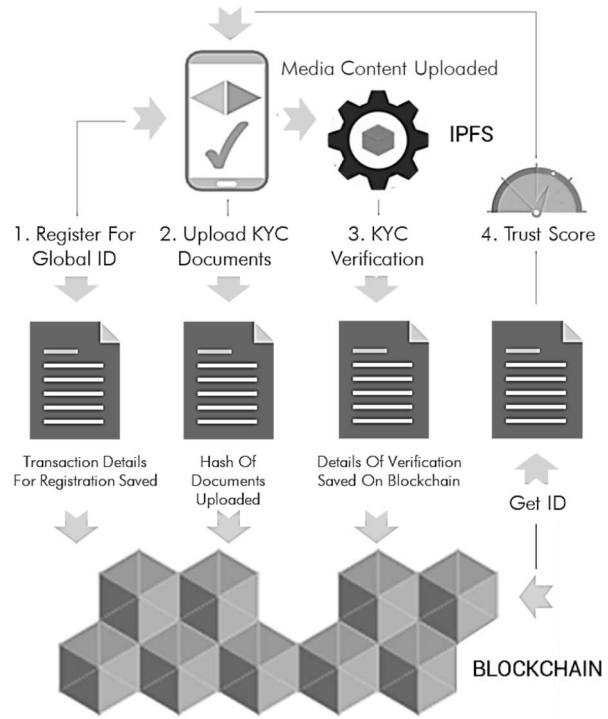 Media Content Uploaded
IPFS
1. Register For
Global ID
2. Upload KYC
Documents
3. KYC
Verification
4. Trust Score
Transaction Details
For Registration Saved
Hash Of
Documents
Uploaded
Details Of Verification
Saved On Blockchain
Get ID
BLOCKCHAIN